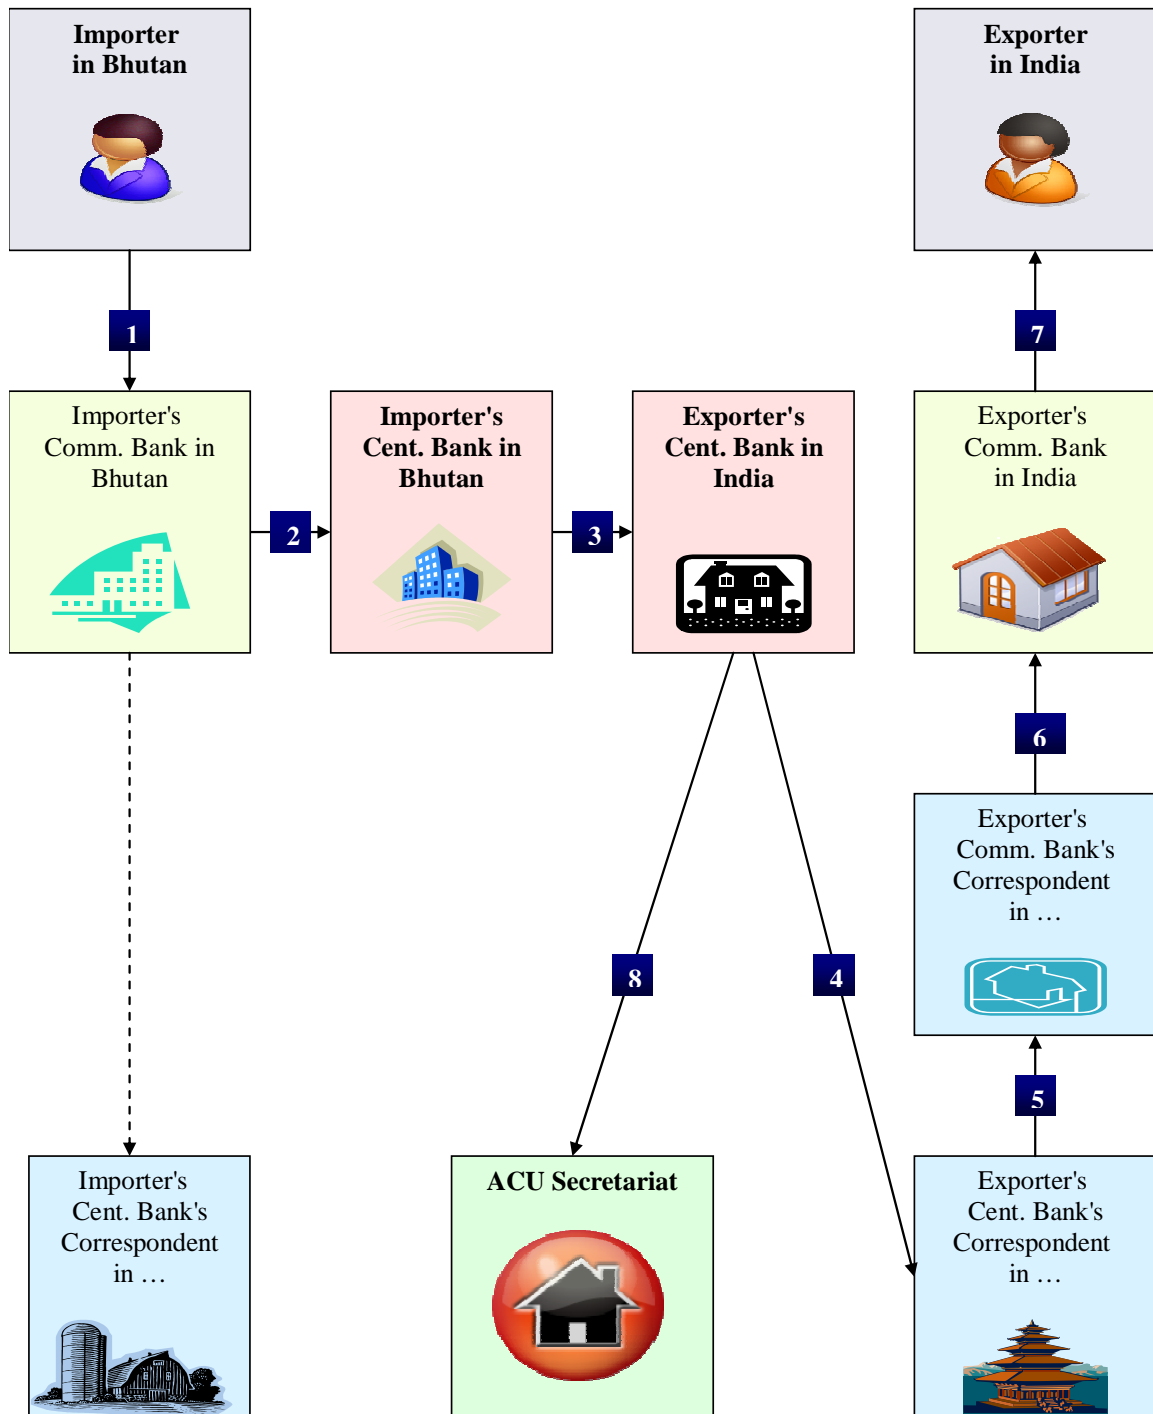 Importer
in Bhutan
Exporter
in India
1
7
Importer's
Comm. Bank in
Bhutan
Importer's
Cent. Bank in
Bhutan
Exporter's
Cent. Bank in
India
Exporter's
Comm. Bank
in India
2
3
6
Exporter's
Comm. Bank's
Correspondent
in …
8
4
5
Importer's
Cent. Bank's
Correspondent
in …
ACU Secretariat
Exporter's
Cent. Bank's
Correspondent
in …